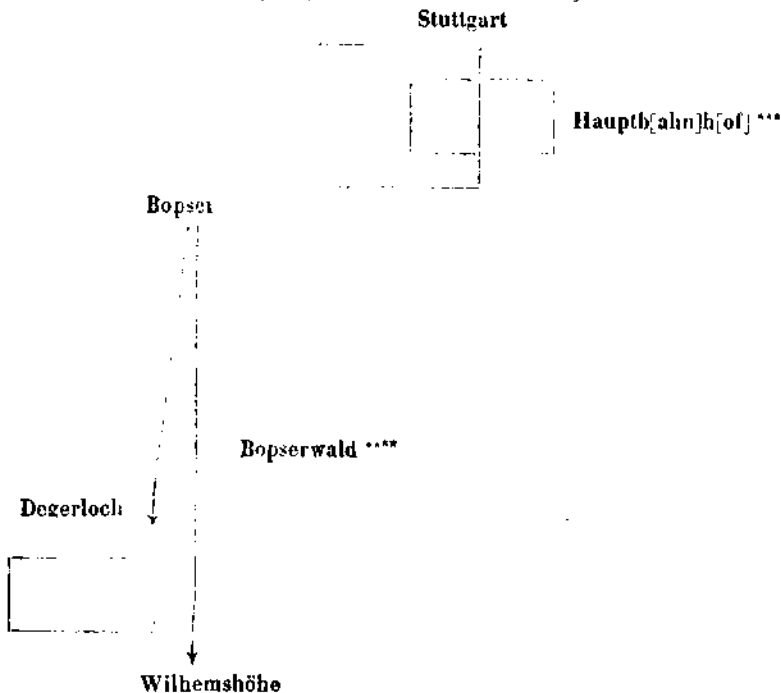 Stuttgart
Hauptb[ahn]h[of] ***
Bopser
Bopserwald ****
Degerloch
Wilhemshöhe